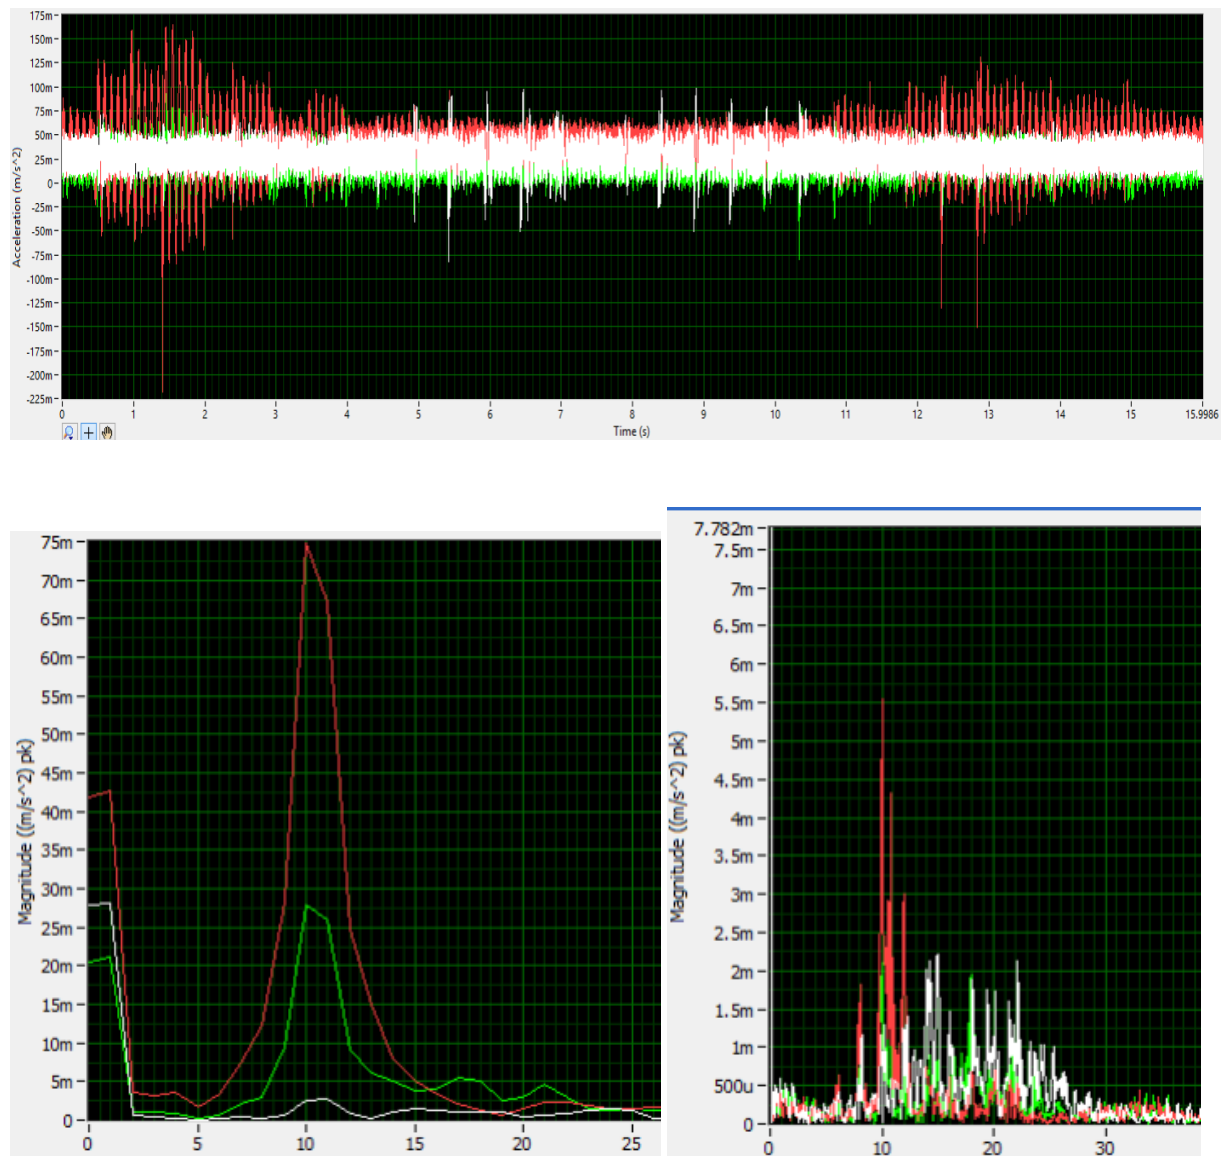 175m
150m
125m
100m
75m
50m
25m
0
-25m
-50m
-75m
-100m
-125m
-150m
-175m
-200m
-225m
Acceleration (m/s^2)
0 1 2 3 4 5 6 7 8 9 10 11 12 13 14 15 15.9986
Time (s)
75m
70m
65m
60m
55m
50m
45m
40m
35m
30m
25m
20m
15m
10m
5m
0
Magnitude ((m/s^2) pk)
0 5 10 15 20 25
7.782m
7.5m
7m
6.5m
6m
5.5m
5m
4.5m
4m
3.5m
3m
2.5m
2m
1.5m
1m
500u
0
Magnitude ((m/s^2) pk)
0 10 20 30